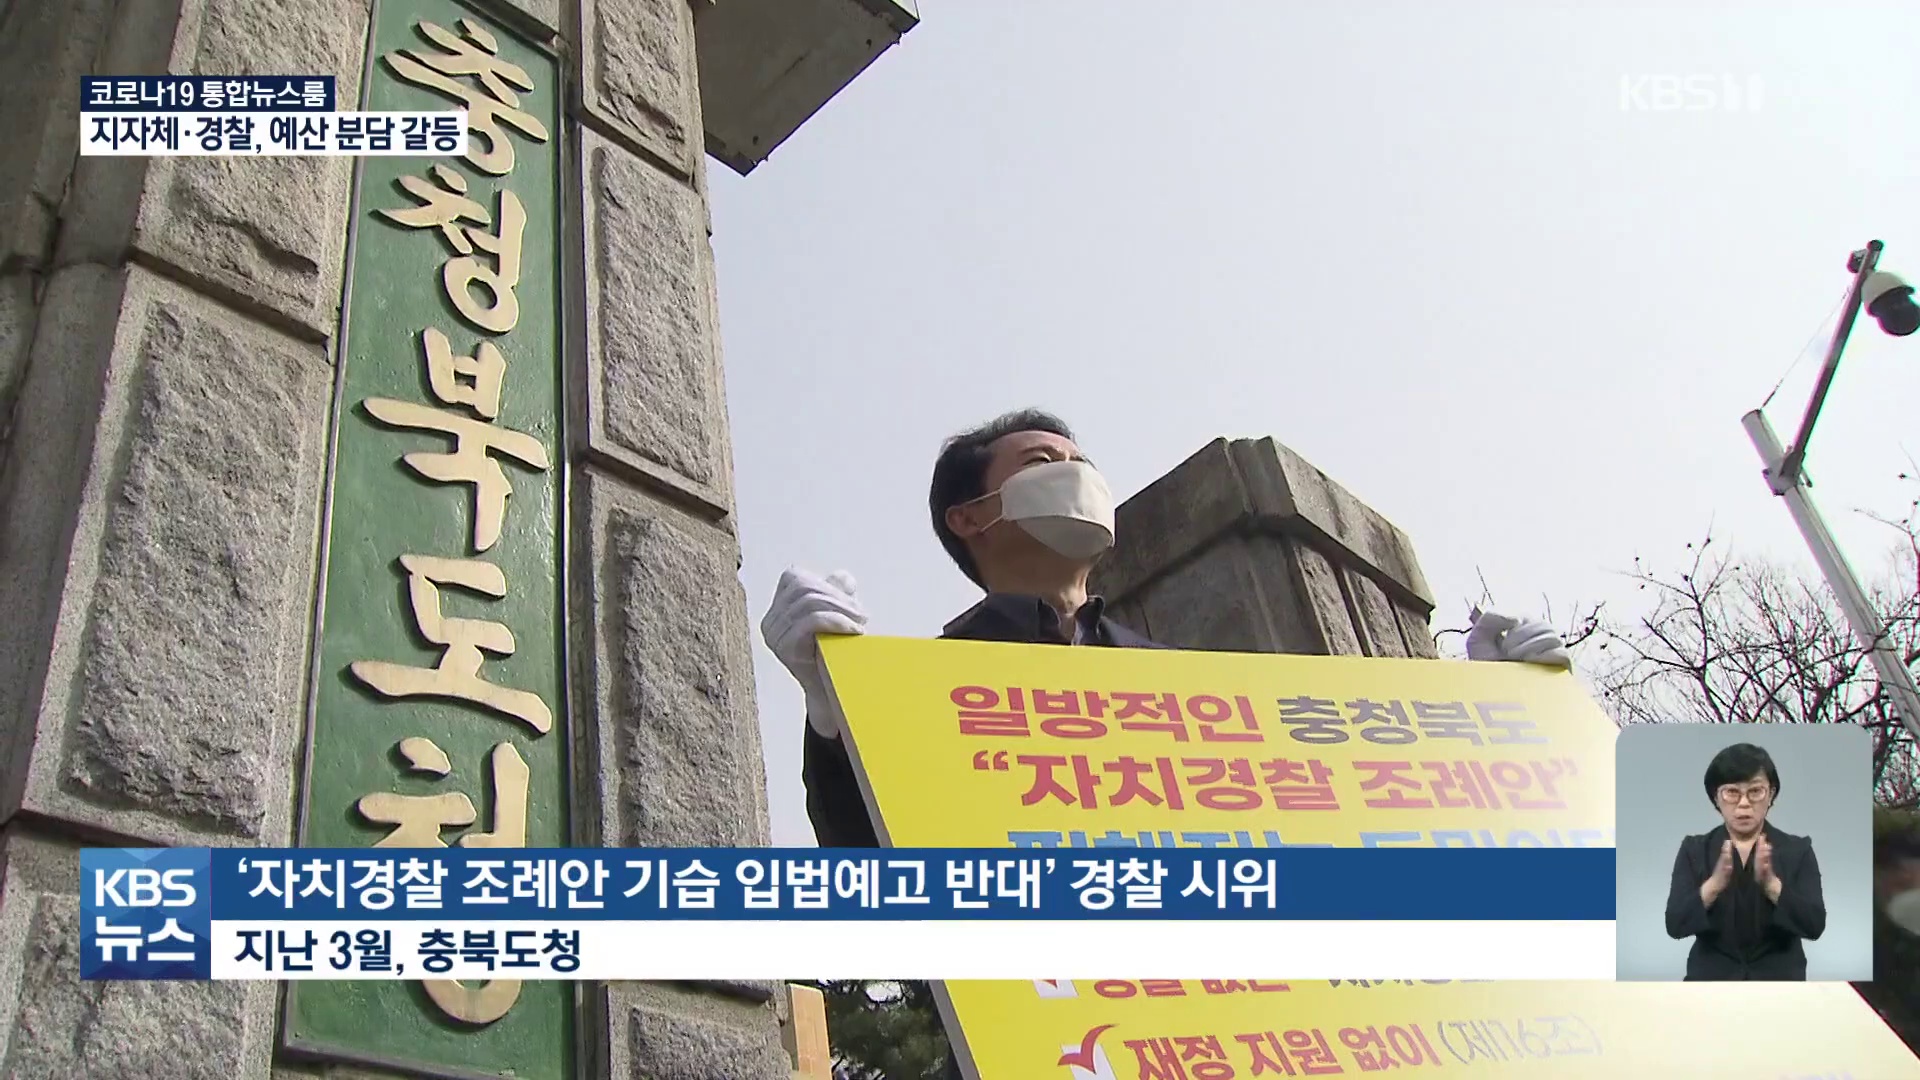 코로나19 통합뉴스룸
지자체·경찰, 예산 분담 갈등
KBS
충청북도청
일방적인 충청북도
“자치경찰 조례안”
KBS
뉴스
‘자치경찰 조례안 기습 입법예고 반대’ 경찰 시위
지난 3월, 충북도청
재정 지원 없이 (제16조)